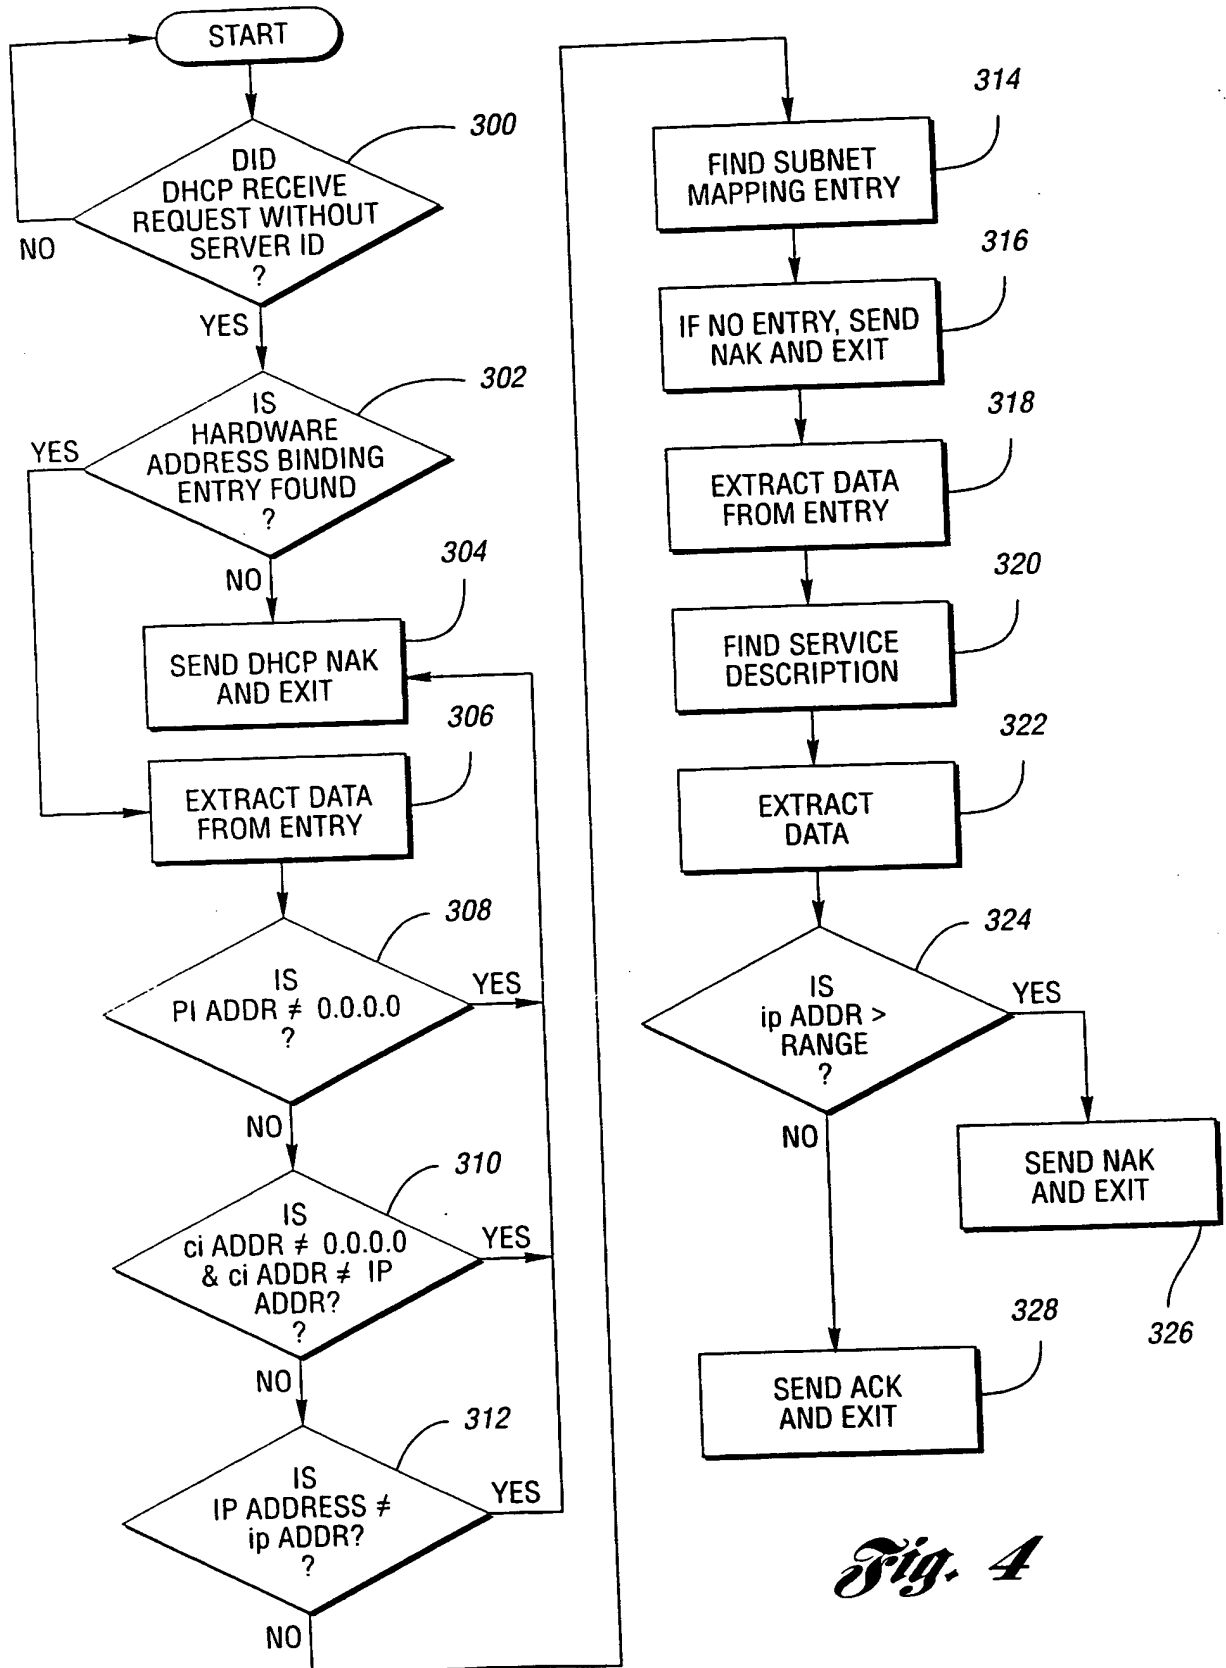 START
300
DID
DHCP RECEIVE
REQUEST WITHOUT
SERVER ID
?
NO
YES
302
IS
HARDWARE
ADDRESS BINDING
ENTRY FOUND
?
YES
NO
304
SEND DHCP NAK
AND EXIT
306
EXTRACT DATA
FROM ENTRY
308
IS
PI ADDR ≠ 0.0.0.0
?
YES
NO
310
IS
ci ADDR ≠ 0.0.0.0
& ci ADDR ≠ IP
ADDR?
?
YES
NO
312
IS
IP ADDRESS ≠
ip ADDR?
?
YES
NO
314
FIND SUBNET
MAPPING ENTRY
316
IF NO ENTRY, SEND
NAK AND EXIT
318
EXTRACT DATA
FROM ENTRY
320
FIND SERVICE
DESCRIPTION
322
EXTRACT
DATA
324
IS
ip ADDR >
RANGE
?
YES
NO
SEND NAK
AND EXIT
326
328
SEND ACK
AND EXIT
Fig. 4